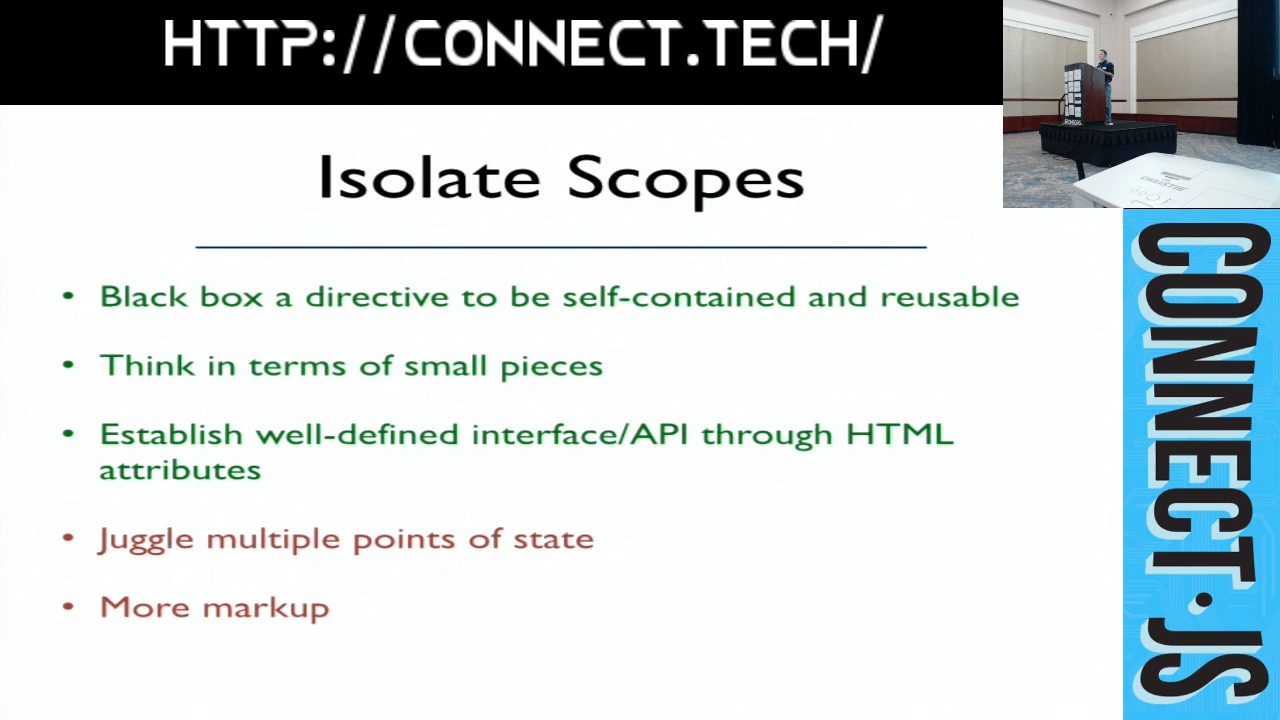 HTTP://CONNECT.TECH/
Isolate Scopes
• Black box a directive to be self-contained and reusable
• Think in terms of small pieces
• Establish well-defined interface/API through HTML
attributes
• Juggle multiple points of state
• More markup
CHRISTIE
CONNECT.JS